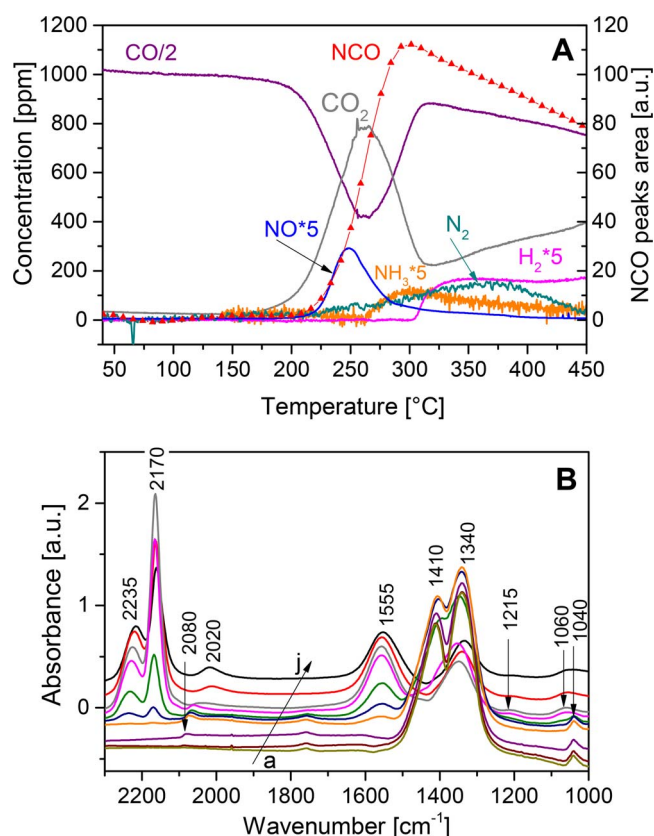 1200
1000
800
600
400
200
0
Concentration [ppm]
120
100
80
60
40
20
0
NCO peaks area [a.u.]
CO/2
NCO
A
CO2
NO*5
N2
NH3*5
H2*5
50 100 150 200 250 300 350 400 450
Temperature [°C]
B
2
1
0
Absorbance [a.u.]
2235
2170
2080
2020
1555
1410
1340
1215
1060
1040
j
a
2200 2000 1800 1600 1400 1200 1000
Wavenumber [cm-1]